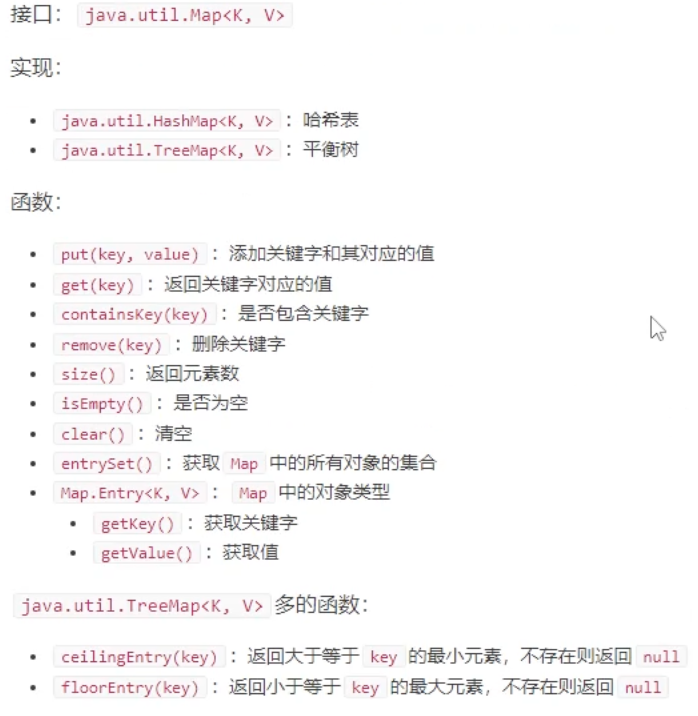 接口： java.util.Map<K, V>
实现：
java.util.HashMap<K, V> ：哈希表
java.util.TreeMap<K, V> ：平衡树
函数：
put(key, value) ：添加关键字和其对应的值
get(key) ：返回关键字对应的值
containsKey(key) ：是否包含关键字
remove(key) ：删除关键字
size() ：返回元素数
isEmpty() ：是否为空
clear() ：清空
entrySet() ：获取 Map 中的所有对象的集合
Map.Entry<K, V> ： Map 中的对象类型
getKey() ：获取关键字
getValue() ：获取值
java.util.TreeMap<K, V> 多的函数：
ceilingEntry(key) ：返回大于等于 key 的最小元素，不存在则返回 null
floorEntry(key) ：返回小于等于 key 的最大元素，不存在则返回 null